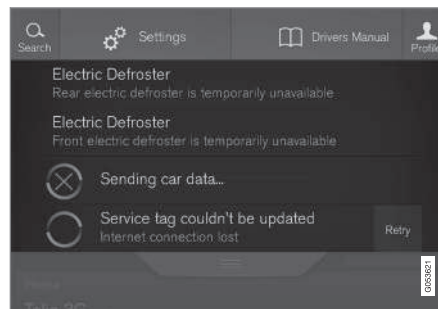 Search
Settings
Drivers Manual
Profile
Electric Defroster
Rear electric defroster is temporarily unavailable
Electric Defroster
Front electric defroster is temporarily unavailable
Sending car data...
Service tag couldn't be updated
Internet connection lost
Retry
G053621